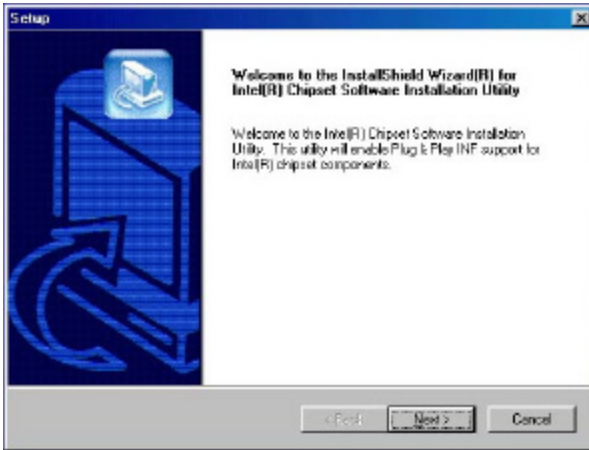 Setup
Welcome to the InstallShield Wizard(R) for
Intel(R) Chipset Software Installation Utility
Welcome to the Intel(R) Chipset Software Installation
Utility. This utility will enable Plug & Play INF support for
Intel(R) chipset components.
< Back
Next >
Cancel